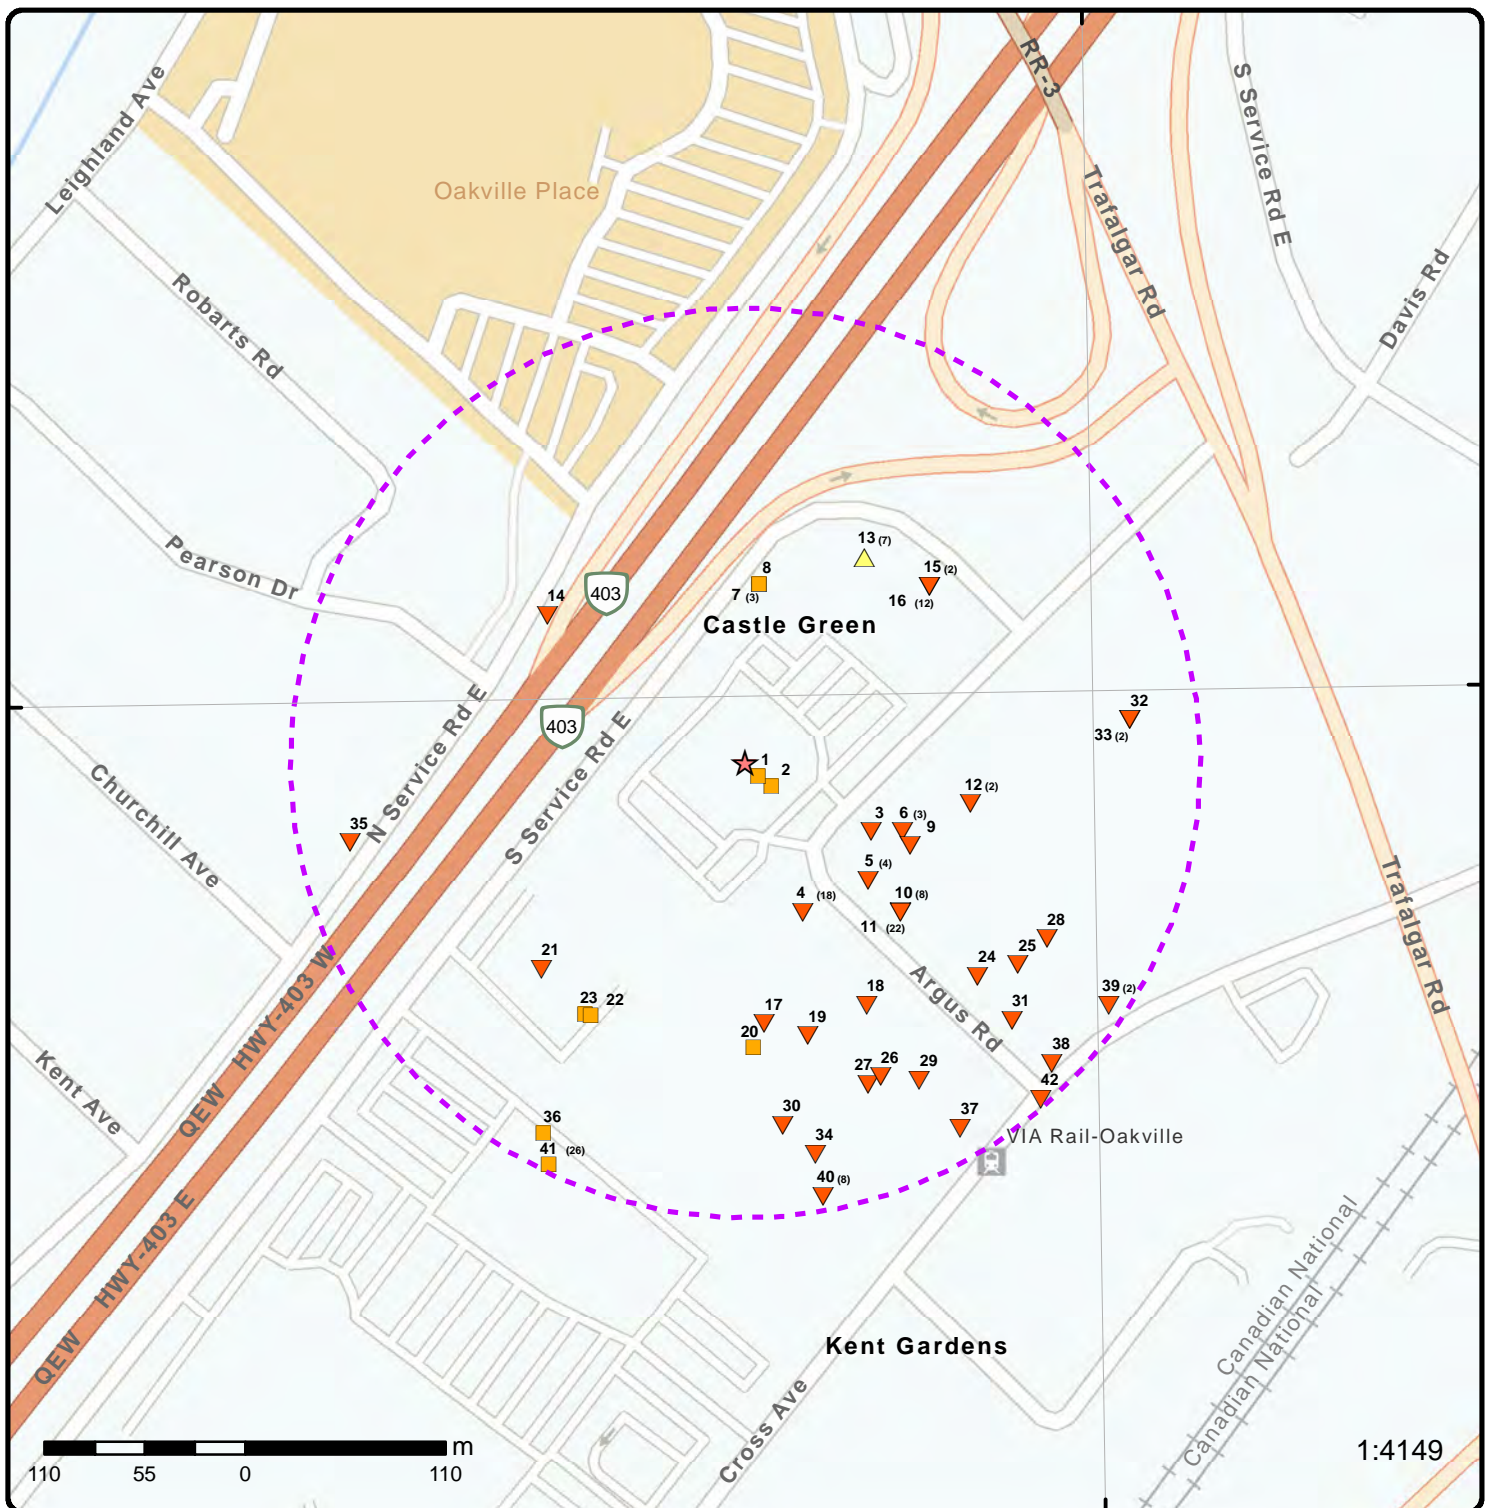 RR-3
Leighland Ave
S Service Rd E
Oakville Place
Trafalgar Rd
Davis Rd
Robarts Rd
Pearson Dr
13 (7)
8
7 (3)
15 (2)
16 (12)
14
403
Castle Green
403
N Service Rd E
S Service Rd E
32
33 (2)
1
2
12 (2)
Churchill Ave
35
3
6 (3)
9
5 (4)
4 (18)
10 (8)
11 (22)
Trafalgar Rd
28
25
24
21
Argus Rd
QEW HWY-403 W
23
22
18
39 (2)
31
17
19
20
38
Kent Ave
27
26
29
42
30
37
36
VIA Rail-Oakville
41 (26)
34
40 (8)
QEW HWY-403 E
Canadian National
Canadian National
Kent Gardens
Cross Ave
m
110 55 0 110
1:4149